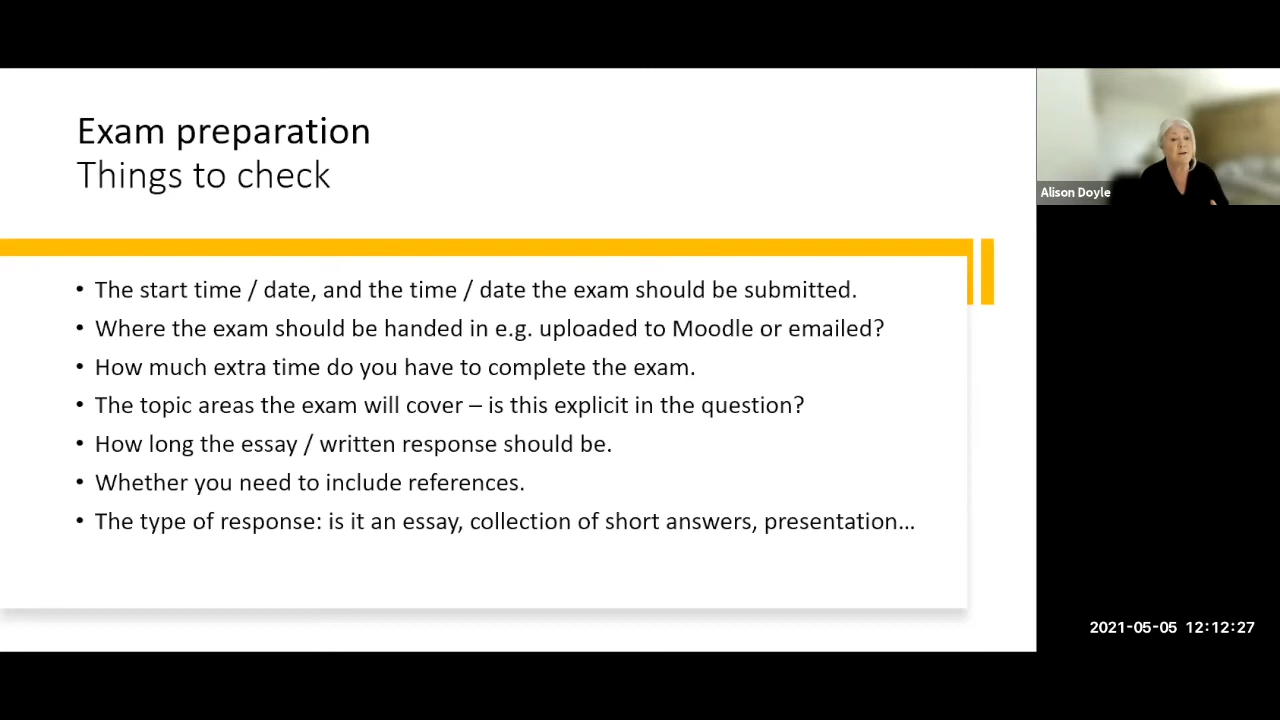 Exam preparation
Things to check
• The start time / date, and the time / date the exam should be submitted.
• Where the exam should be handed in e.g. uploaded to Moodle or emailed?
• How much extra time do you have to complete the exam.
• The topic areas the exam will cover – is this explicit in the question?
• How long the essay / written response should be.
• Whether you need to include references.
• The type of response: is it an essay, collection of short answers, presentation…
Alison Doyle
2021-05-05 12:12:27